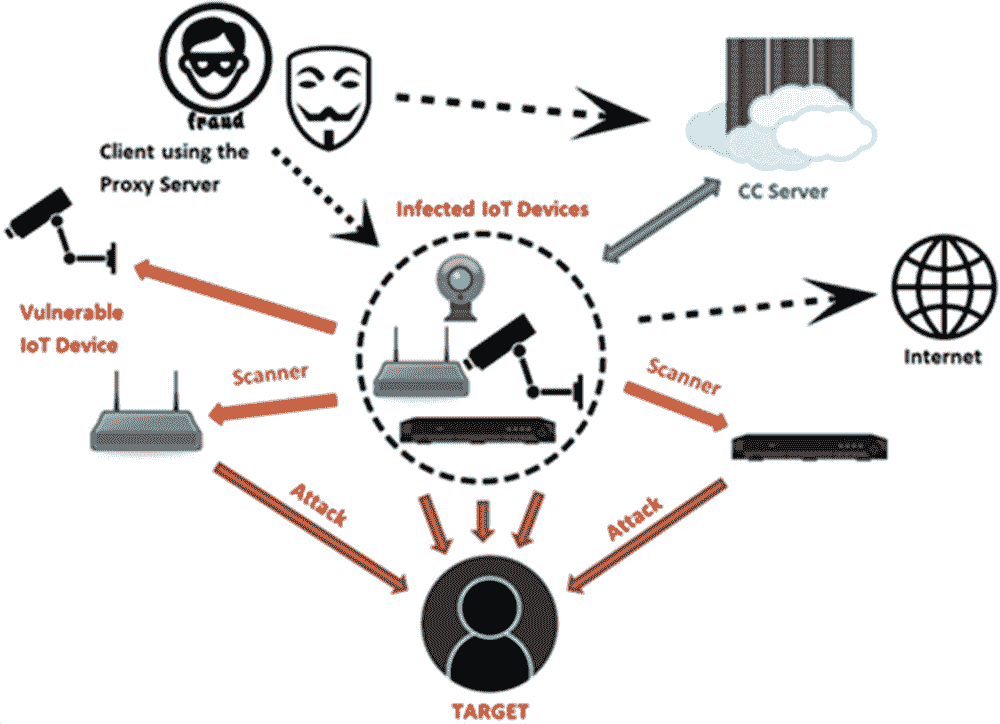 fraud
Client using the
Proxy Server
CC Server
Infected IoT Devices
Vulnerable
IoT Device
Internet
Scanner
Scanner
Attack
Attack
TARGET